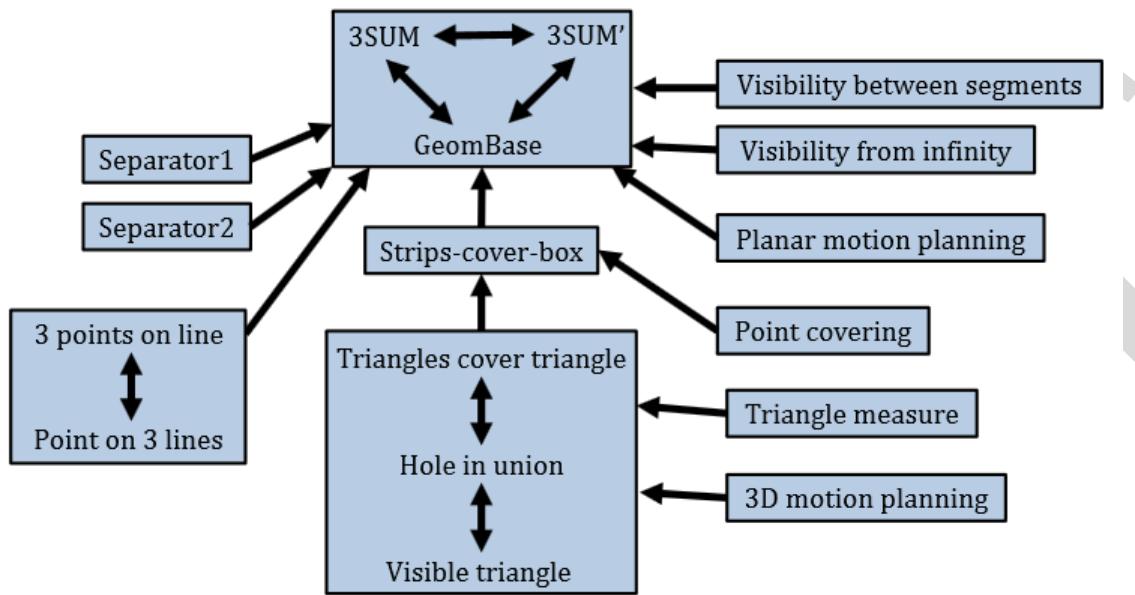 3SUM
3SUM’
GeomBase
Visibility between segments
Visibility from infinity
Separator1
Separator2
Planar motion planning
Strips-cover-box
3 points on line
Point on 3 lines
Point covering
Triangles cover triangle
Hole in union
Visible triangle
Triangle measure
3D motion planning